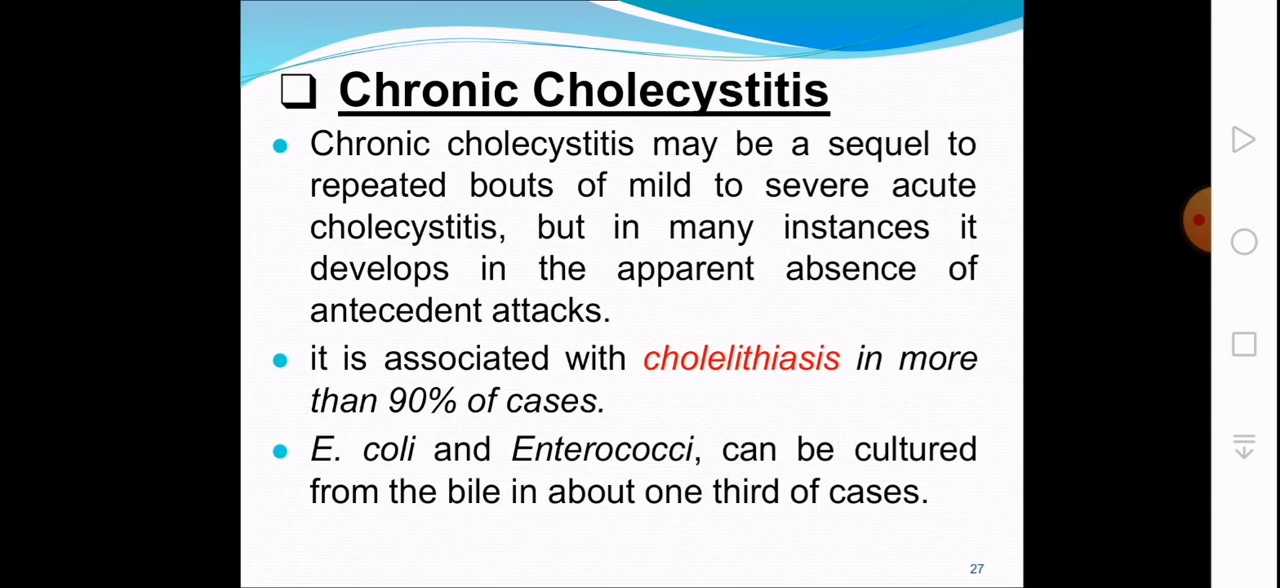 Chronic Cholecystitis
Chronic cholecystitis may be a sequel to
repeated bouts of mild to severe acute
cholecystitis, but in many instances it
develops in the apparent absence of
antecedent attacks.
it is associated with cholelithiasis in more
than 90% of cases.
E. coli and Enterococci, can be cultured
from the bile in about one third of cases.
27